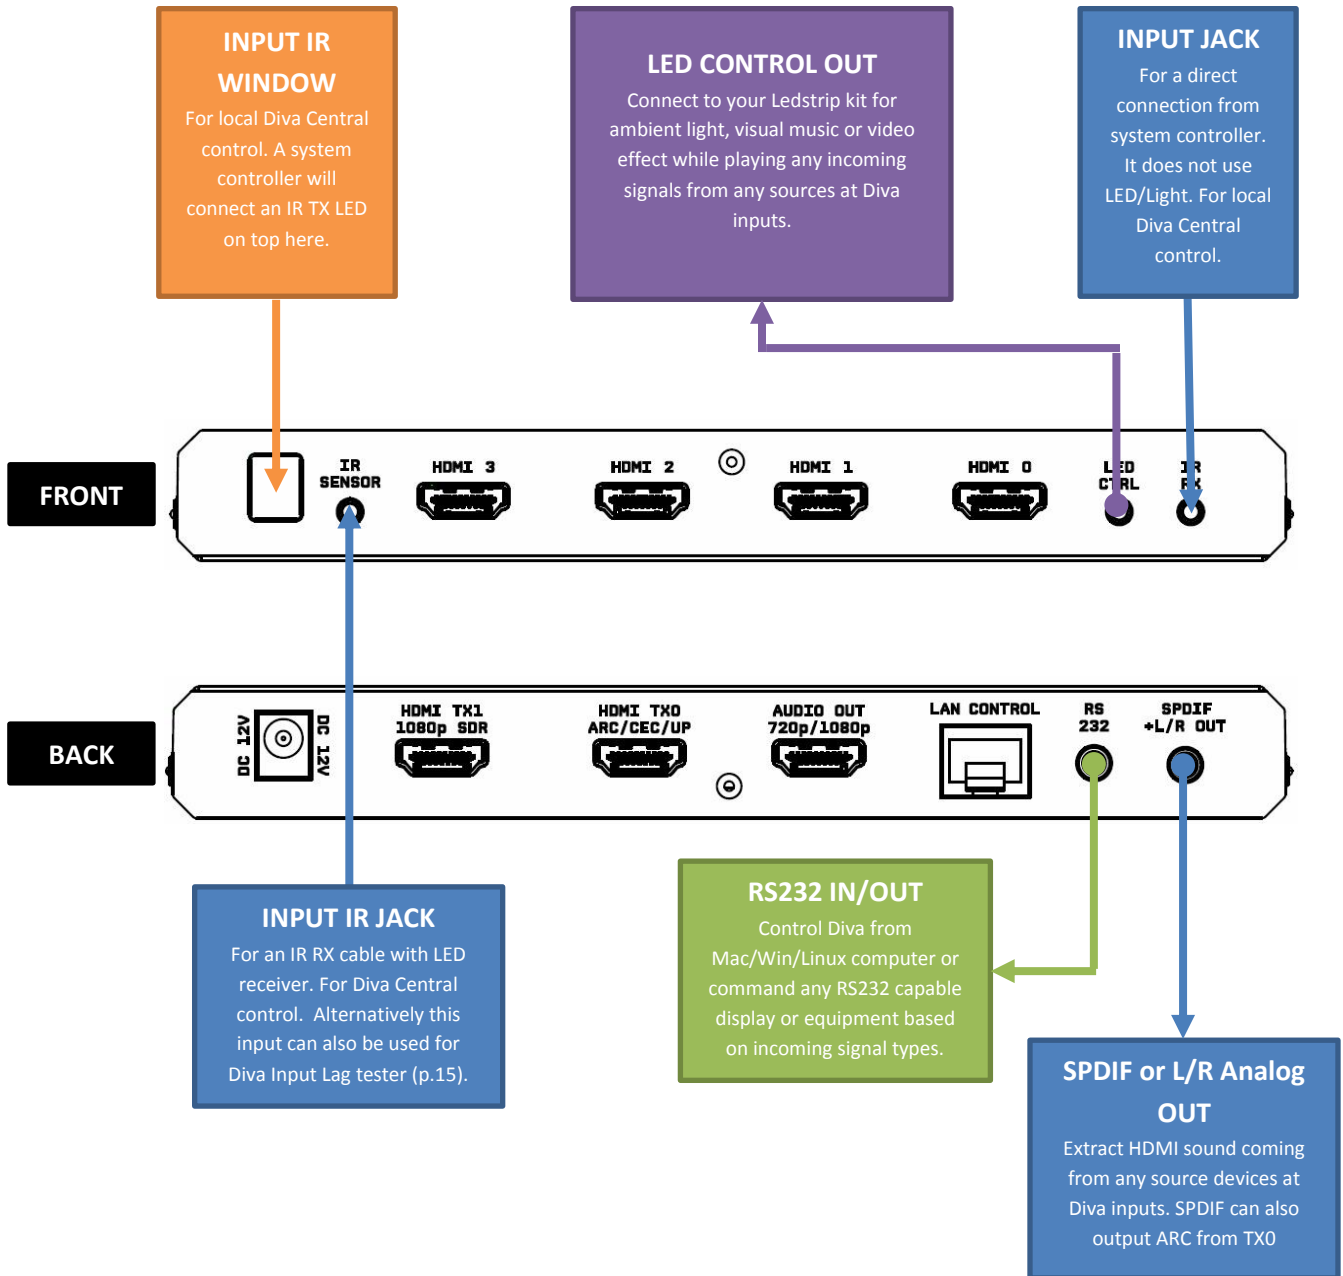 INPUT IR
WINDOW
For local Diva Central
control. A system
controller will
connect an IR TX LED
on top here.
LED CONTROL OUT
Connect to your Ledstrip kit for
ambient light, visual music or video
effect while playing any incoming
signals from any sources at Diva
inputs.
INPUT JACK
For a direct
connection from
system controller.
It does not use
LED/Light. For local
Diva Central
control.
FRONT
IR
SENSOR
HDMI 3
HDMI 2
HDMI 1
HDMI 0
LED
CTRL
IR
RX
BACK
DC 12V
DC 12V
HDMI TX1
1080p SDR
HDMI TX0
ARC/CEC/UP
AUDIO OUT
720p/1080p
LAN CONTROL
RS
232
SPDIF
+L/R OUT
INPUT IR JACK
For an IR RX cable with LED
receiver. For Diva Central
control. Alternatively this
input can also be used for
Diva Input Lag tester (p.15).
RS232 IN/OUT
Control Diva from
Mac/Win/Linux computer or
command any RS232 capable
display or equipment based
on incoming signal types.
SPDIF or L/R Analog
OUT
Extract HDMI sound coming
from any source devices at
Diva inputs. SPDIF can also
output ARC from TX0